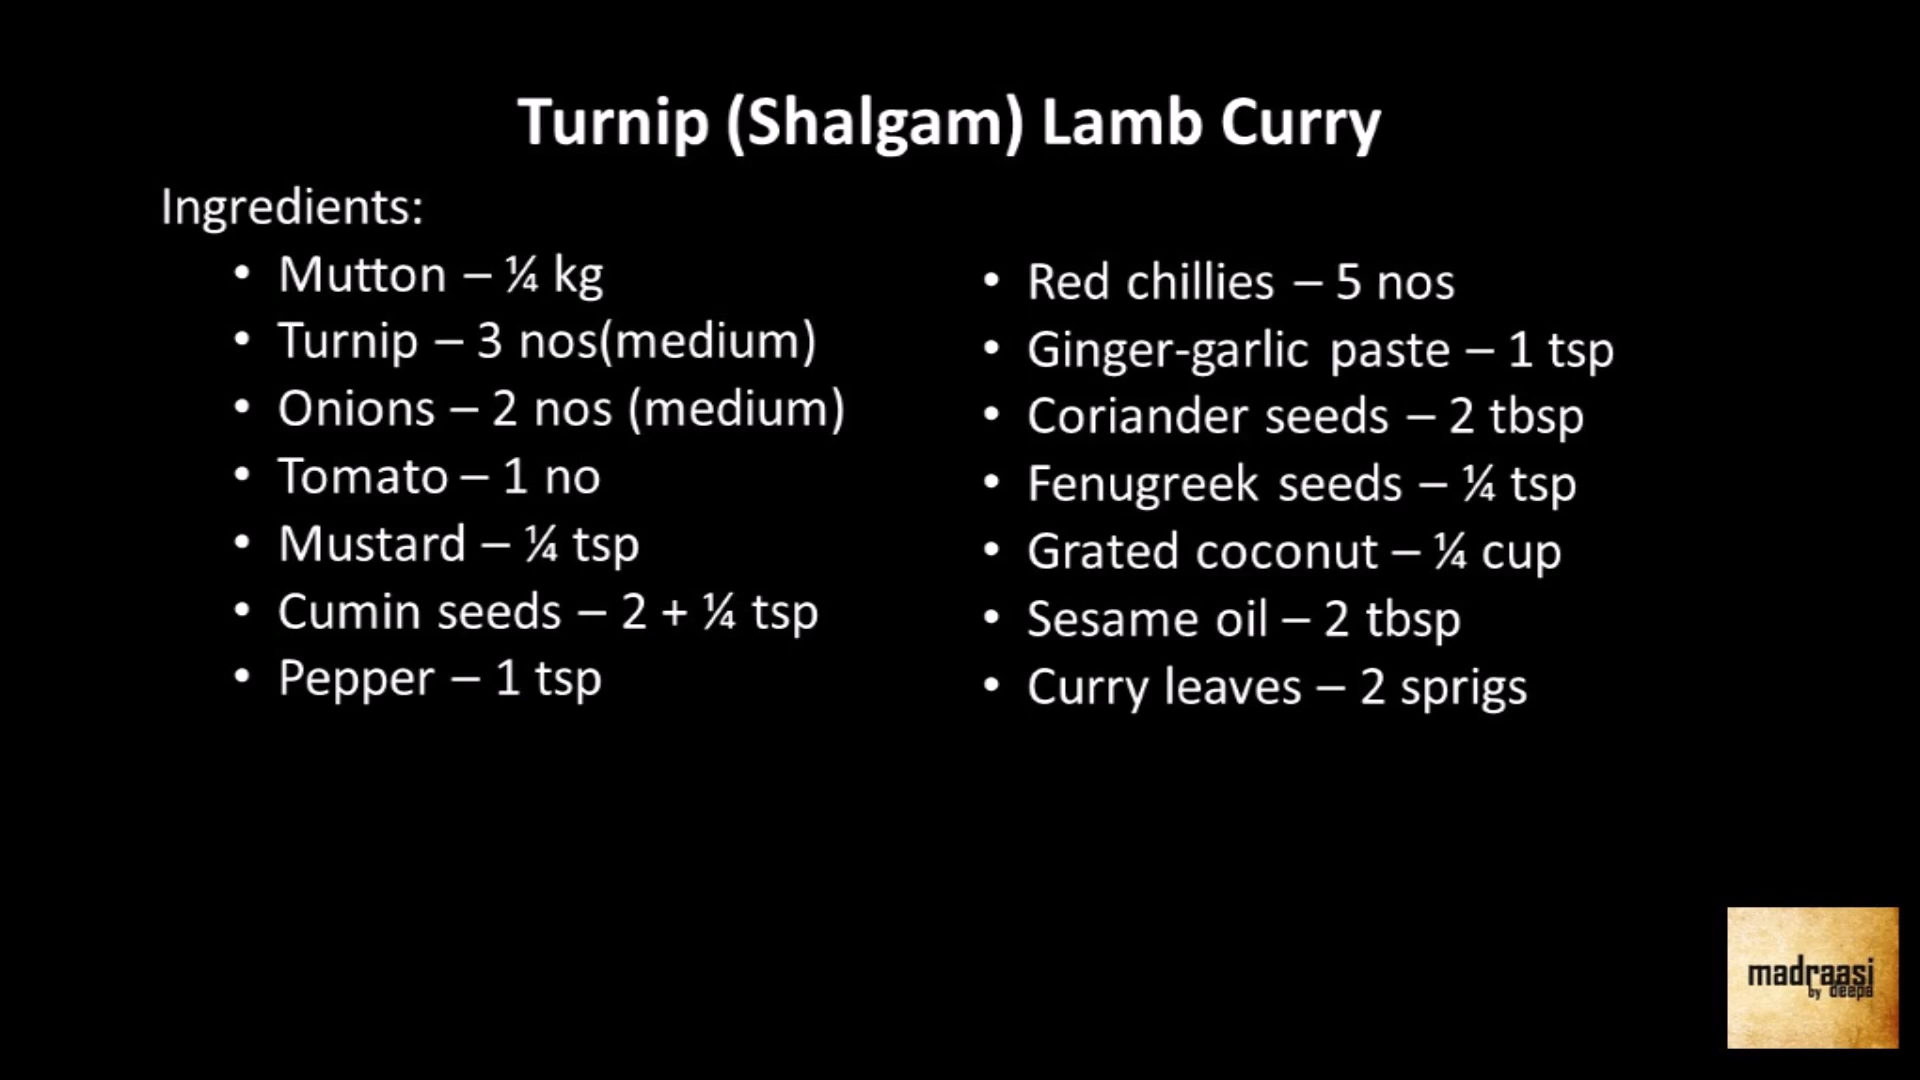 Turnip (Shalgam) Lamb Curry
Ingredients:
• Mutton – ¼ kg
• Turnip – 3 nos(medium)
• Onions – 2 nos (medium)
• Tomato – 1 no
• Mustard – ¼ tsp
• Cumin seeds – 2 + ¼ tsp
• Pepper – 1 tsp
• Red chillies – 5 nos
• Ginger-garlic paste – 1 tsp
• Coriander seeds – 2 tbsp
• Fenugreek seeds – ¼ tsp
• Grated coconut – ¼ cup
• Sesame oil – 2 tbsp
• Curry leaves – 2 sprigs
madraasi
by deepa